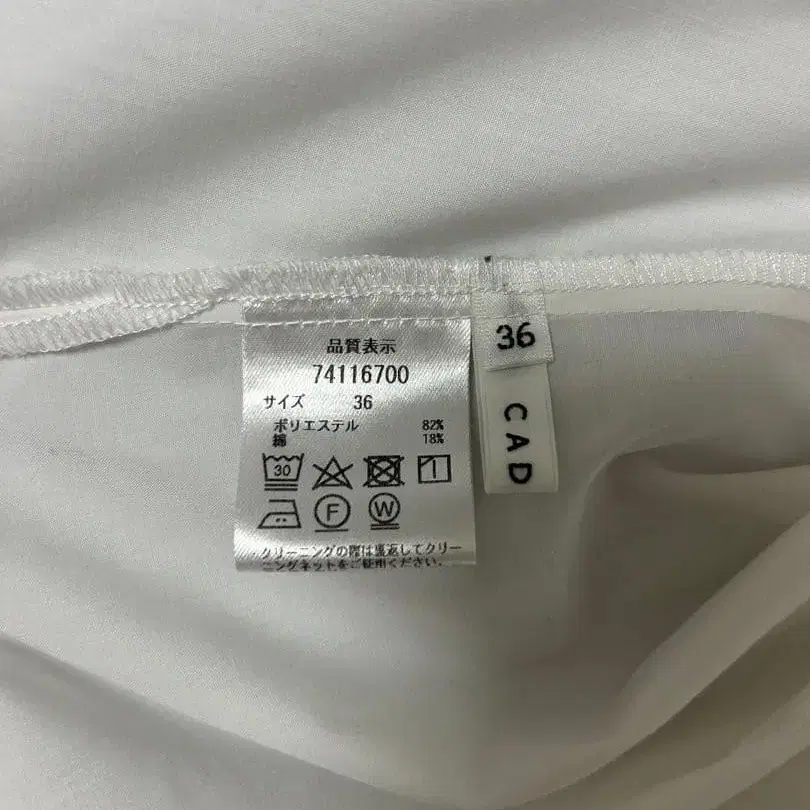 品質表示
74116700
サイズ 36
ポリエステル 82%
綿 18%
30
F
W
クリーニングの際は裏返してクリー
ニングネットをご使用ください。
36
CAD